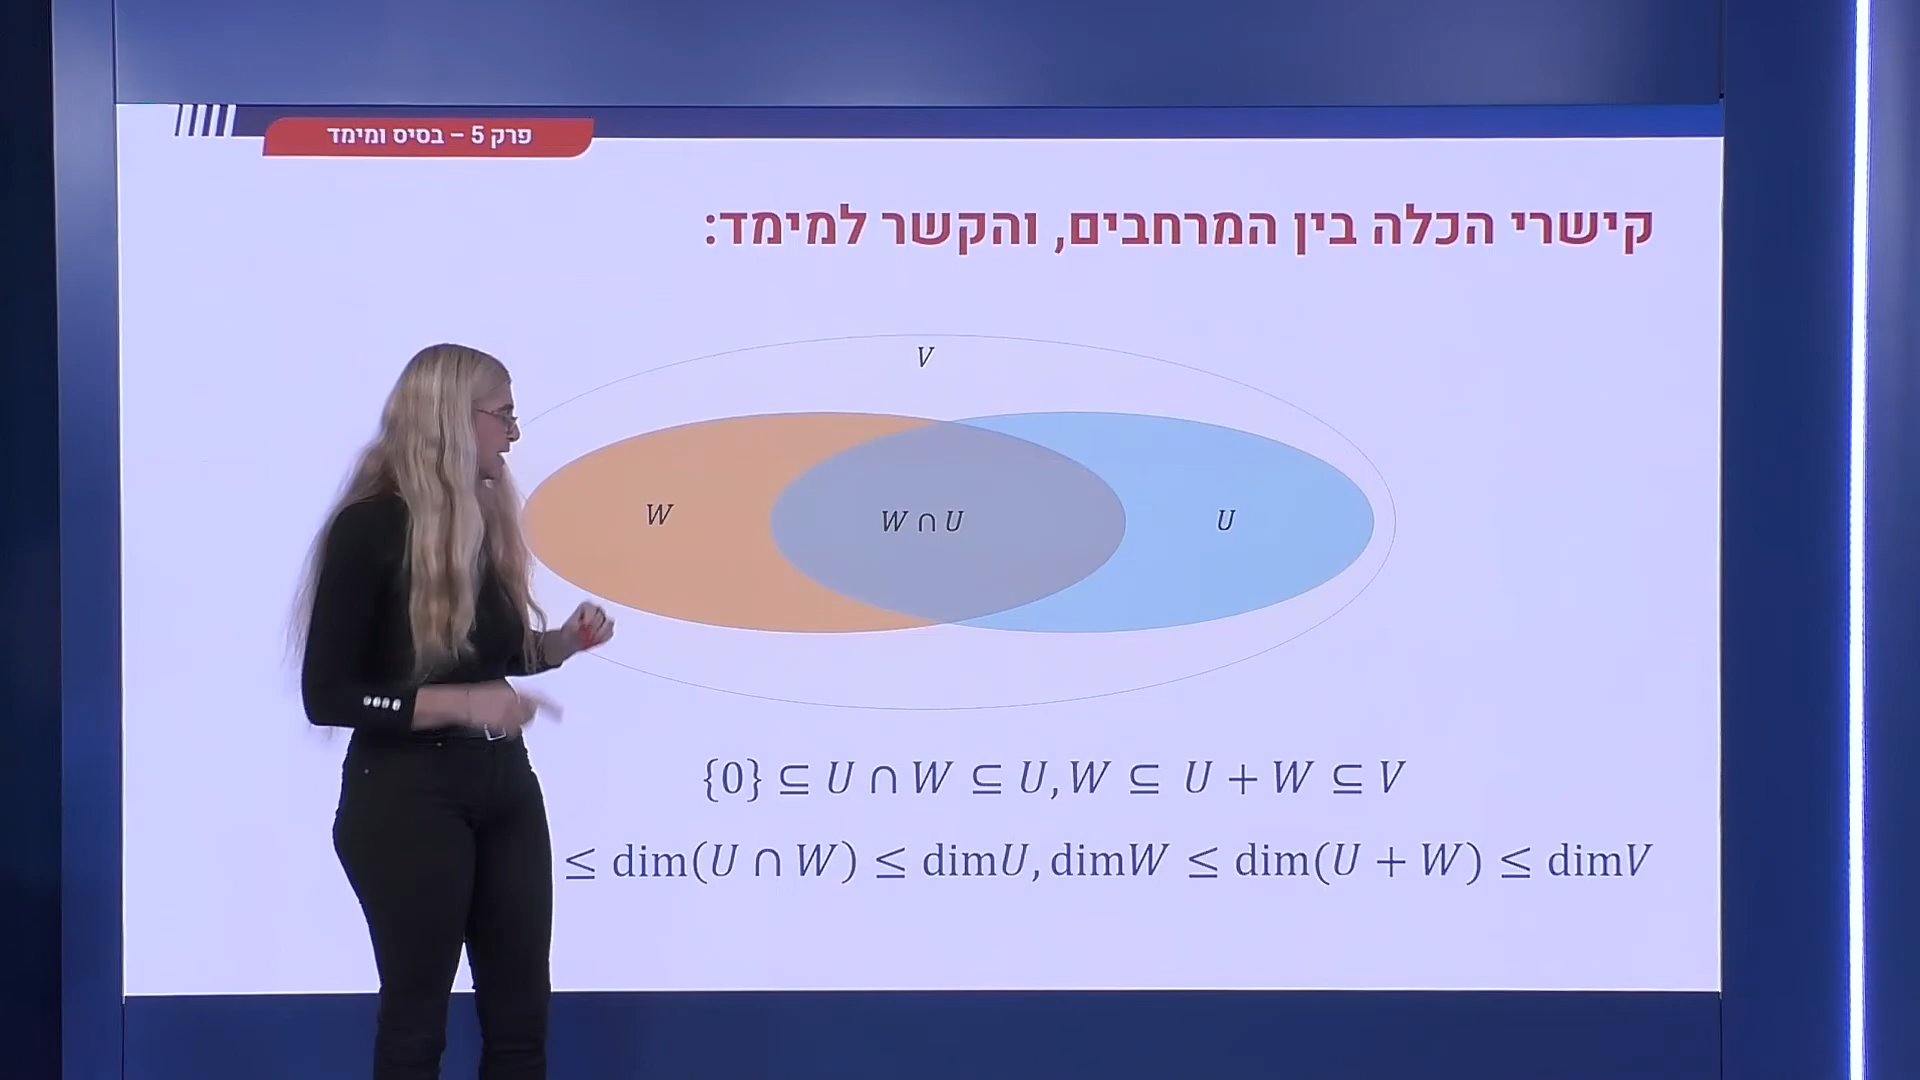 פרק 5 – בסיס ומימד
קישרי הכלה בין המרחבים, והקשר למימד:
V
W
W ∩ U
U
{0} ⊆ U ∩ W ⊆ U, W ⊆ U + W ⊆ V
≤ dim(U ∩ W) ≤ dimU, dimW ≤ dim(U + W) ≤ dimV